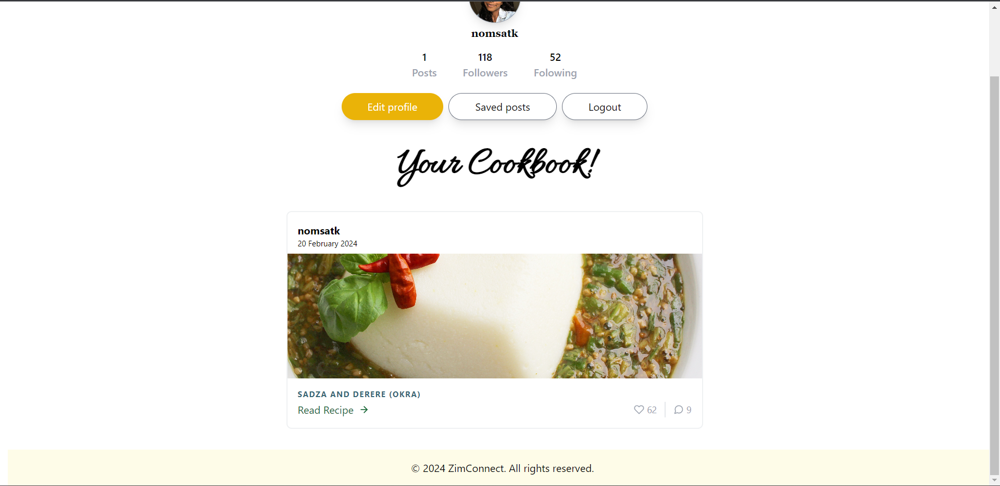 nomsatk
1 118 52
Posts Followers Folowing
Edit profile Saved posts Logout
Your Cookbook!
nomsatk
20 February 2024
SADZA AND DERERE (OKRA)
Read Recipe → 62 9
© 2024 ZimConnect. All rights reserved.